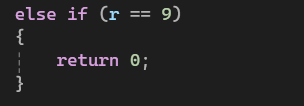 else if (r == 9)
{
    return 0;
}